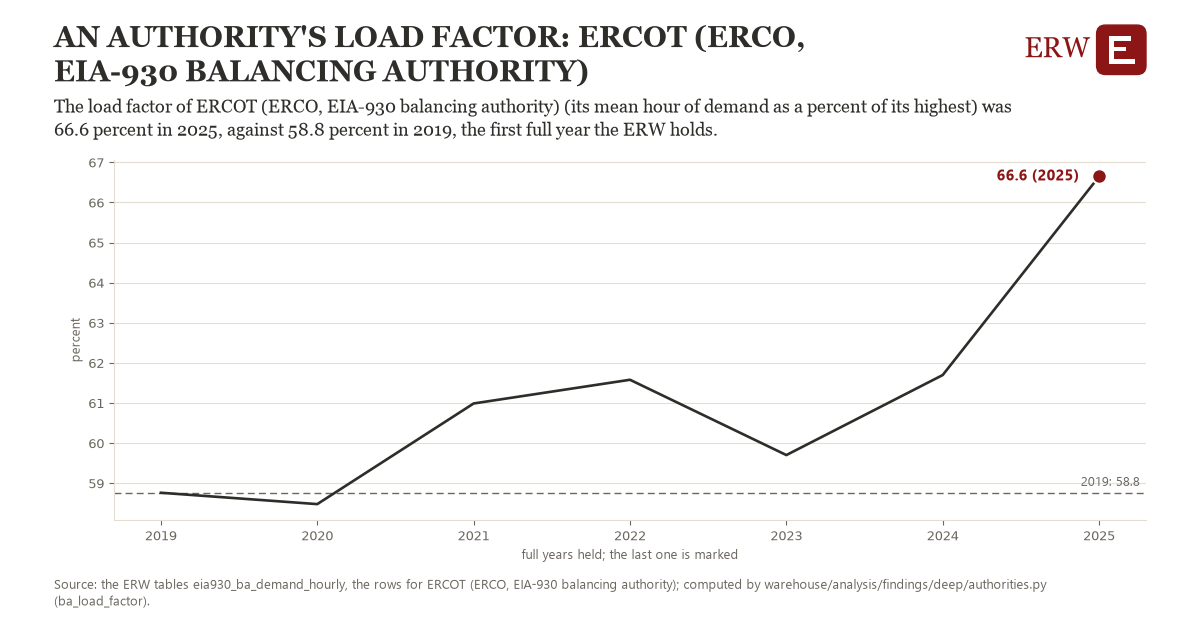 AN AUTHORITY'S LOAD FACTOR: ERCOT (ERCO,
EIA-930 BALANCING AUTHORITY)
ERW E
The load factor of ERCOT (ERCO, EIA-930 balancing authority) (its mean hour of demand as a percent of its highest) was
66.6 percent in 2025, against 58.8 percent in 2019, the first full year the ERW holds.
67
66
65
64
63
62
61
60
59
percent
66.6 (2025)
2019: 58.8
2019 2020 2021 2022 2023 2024 2025
full years held; the last one is marked
Source: the ERW tables eia930_ba_demand_hourly, the rows for ERCOT (ERCO, EIA-930 balancing authority); computed by warehouse/analysis/findings/deep/authorities.py
(ba_load_factor).